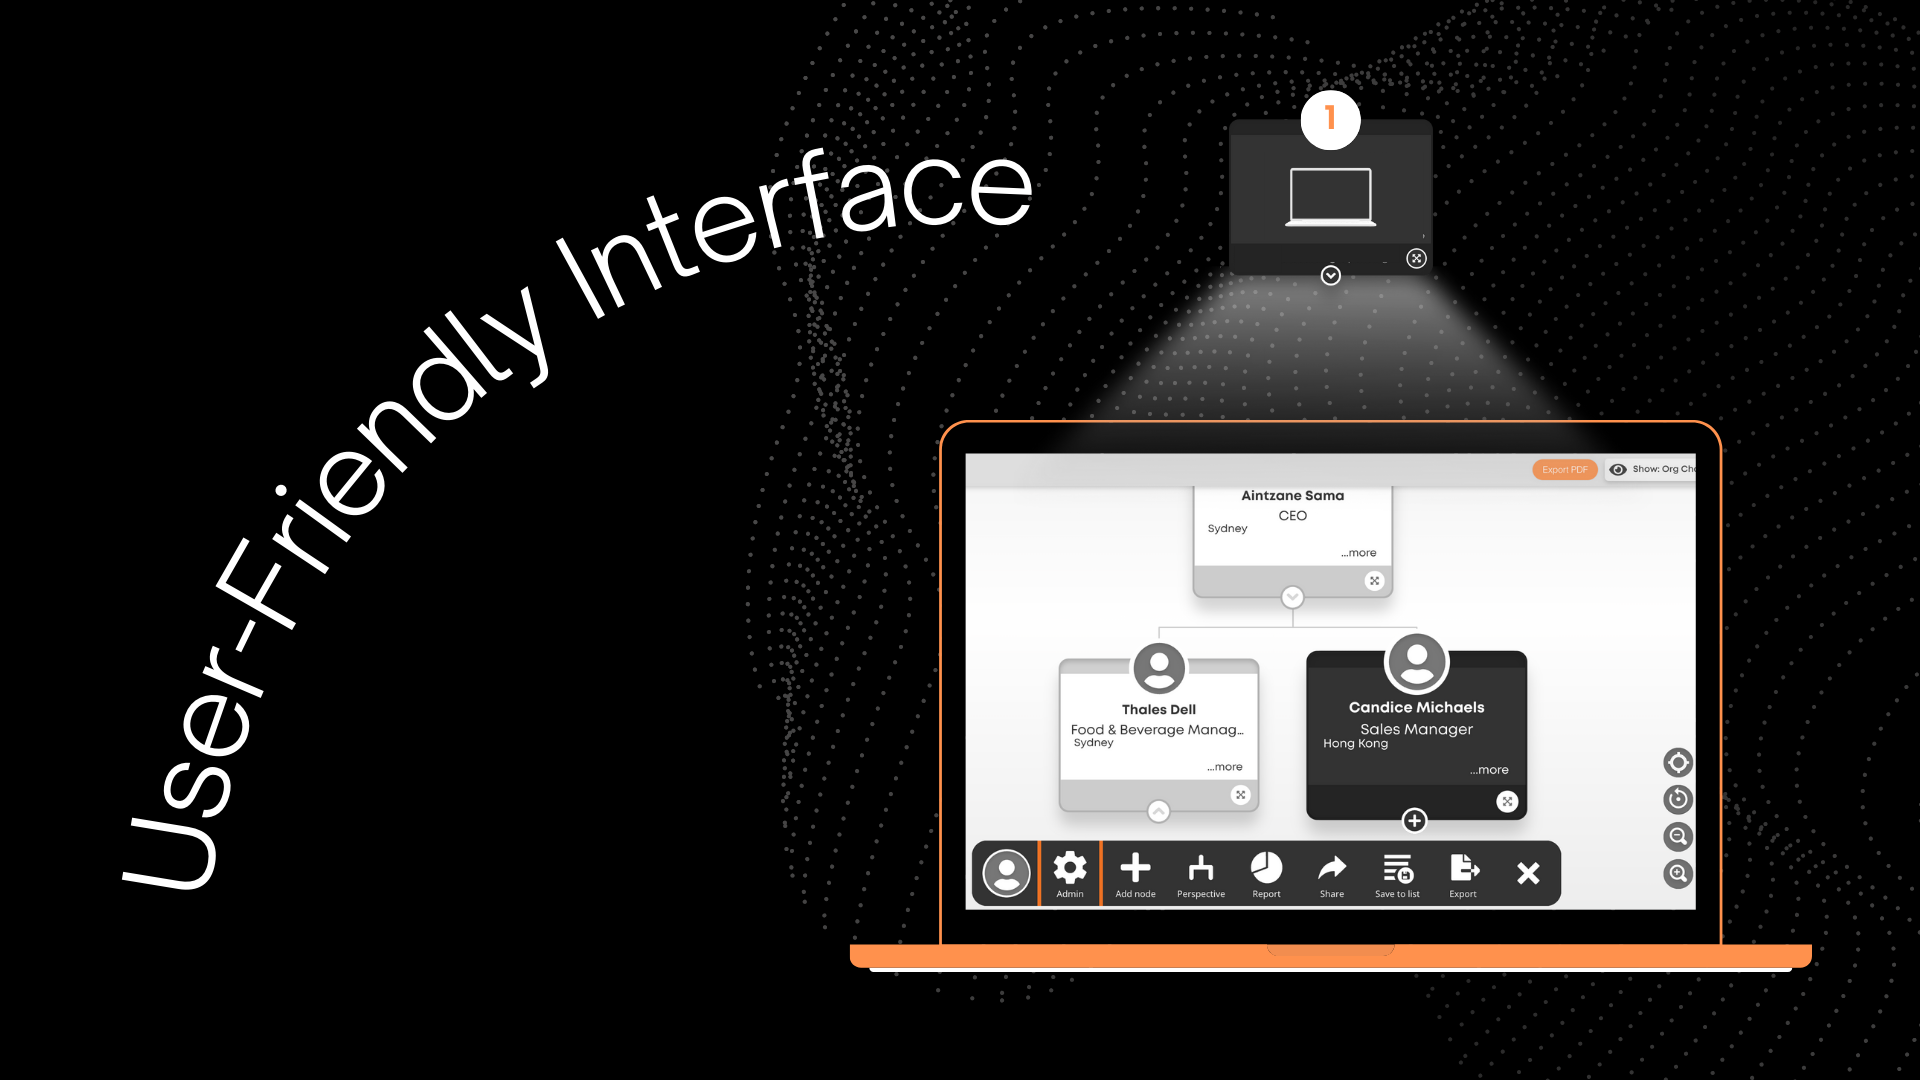 User-Friendly Interface
1
Export PDF
Show: Org Cho
Aintzane Sama
CEO
Sydney
...more
Thales Dell
Food & Beverage Manag...
Sydney
...more
Candice Michaels
Sales Manager
Hong Kong
...more
Admin
Add node
Perspective
Report
Share
Save to list
Export